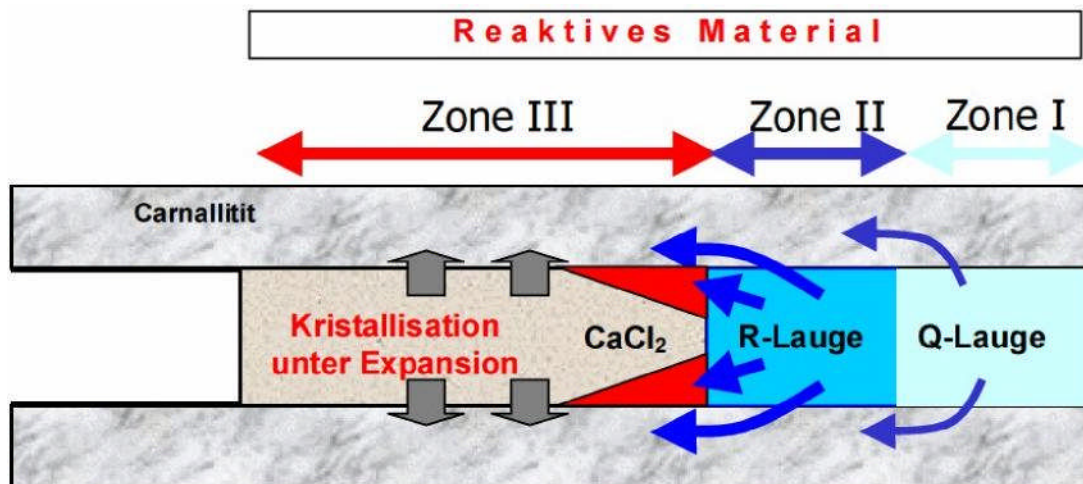 Reaktives Material
Zone III
Zone II
Zone I
Carnallitit
Kristallisation
unter Expansion
CaCl₂
R-Lauge
Q-Lauge